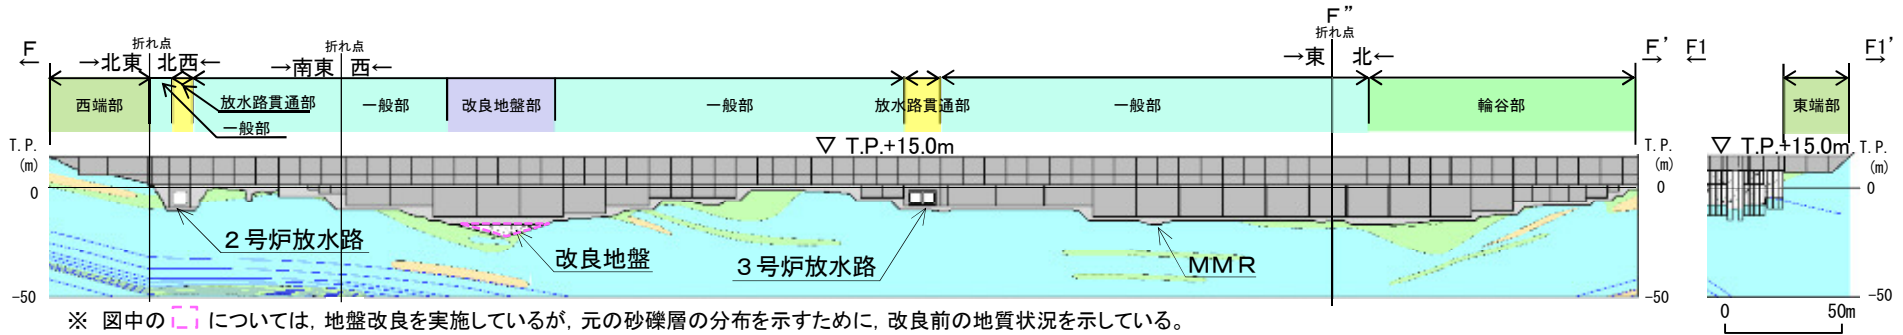 F
←
折れ点
→北東 北西←
折れ点
→南東 西←
F”
折れ点
→東 北←
F’
→
F1
←
F1’
→
西端部
放水路貫通部
一般部
一般部
改良地盤部
一般部
放水路貫通部
一般部
輪谷部
東端部
T.P.
(m)
▽ T.P.+15.0m
T.P.
(m)
▽ T.P.+15.0m
T.P.
(m)
0
0
0
2号炉放水路
改良地盤
3号炉放水路
MMR
-50
-50
-50
※ 図中の については，地盤改良を実施しているが，元の砂礫層の分布を示すために，改良前の地質状況を示している。
0 50m